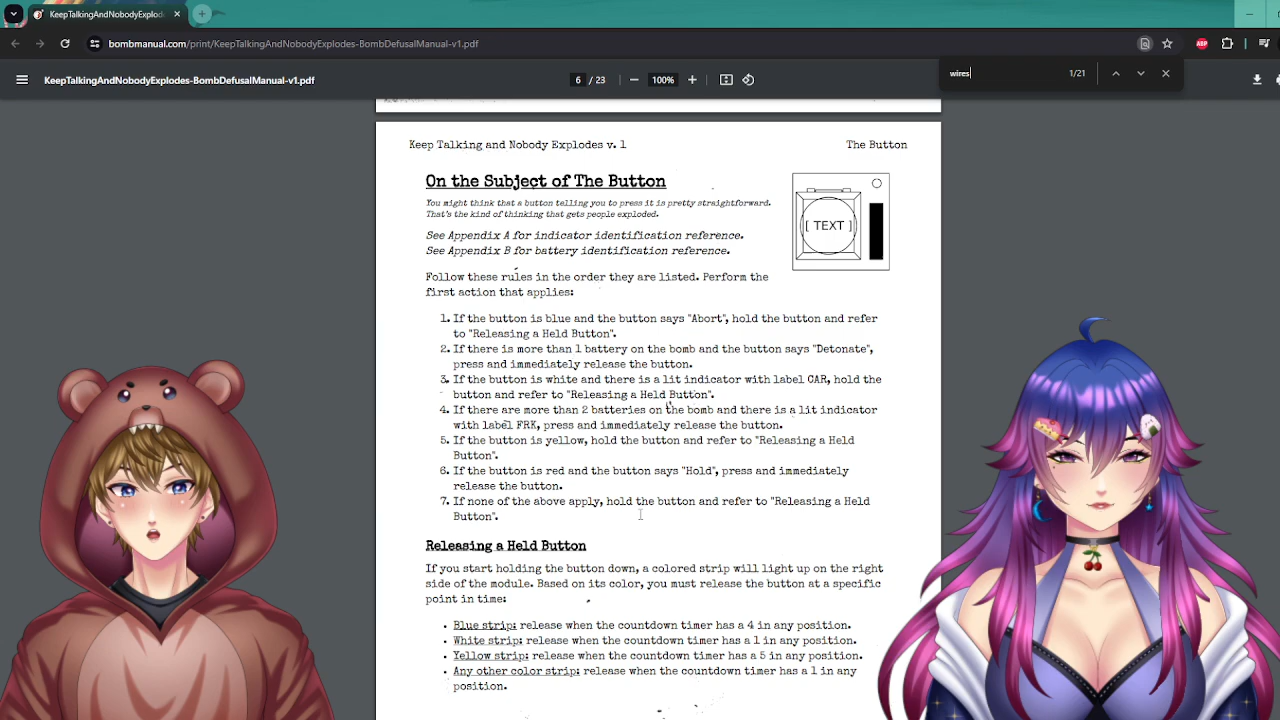 KeepTalkingAndNobodyExplodes
bombmanual.com/print/KeepTalkingAndNobodyExplodes-BombDefusalManual-v1.pdf
ABP
wires
1/21
KeepTalkingAndNobodyExplodes-BombDefusalManual-v1.pdf
6 / 23
100%
Keep Talking and Nobody Explodes v. 1
The Button
On the Subject of The Button
You might think that a button telling you to press it is pretty straightforward.
That's the kind of thinking that gets people exploded.
See Appendix A for indicator identification reference.
See Appendix B for battery identification reference.
[ TEXT ]
Follow these rules in the order they are listed. Perform the
first action that applies:
1. If the button is blue and the button says "Abort", hold the button and refer
to "Releasing a Held Button".
2. If there is more than 1 battery on the bomb and the button says "Detonate",
press and immediately release the button.
3. If the button is white and there is a lit indicator with label CAR, hold the
button and refer to "Releasing a Held Button".
4. If there are more than 2 batteries on the bomb and there is a lit indicator
with label FRK, press and immediately release the button.
5. If the button is yellow, hold the button and refer to "Releasing a Held
Button".
6. If the button is red and the button says "Hold", press and immediately
release the button.
7. If none of the above apply, hold the button and refer to "Releasing a Held
Button".
Releasing a Held Button
If you start holding the button down, a colored strip will light up on the right
side of the module. Based on its color, you must release the button at a specific
point in time:
• Blue strip: release when the countdown timer has a 4 in any position.
• White strip: release when the countdown timer has a 1 in any position.
• Yellow strip: release when the countdown timer has a 5 in any position.
• Any other color strip: release when the countdown timer has a 1 in any
position.